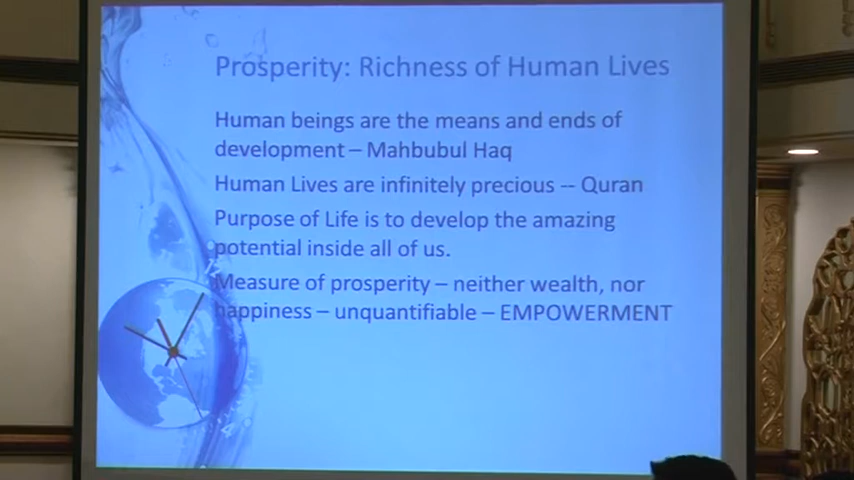 Prosperity: Richness of Human Lives
Human beings are the means and ends of
development – Mahbubul Haq
Human Lives are infinitely precious -- Quran
Purpose of Life is to develop the amazing
potential inside all of us.
Measure of prosperity – neither wealth, nor
happiness – unquantifiable – EMPOWERMENT